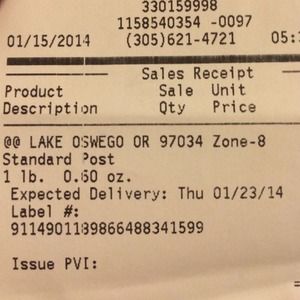 330159998
1158540354 -0097
01/15/2014 (305)621-4721 05:
Sales Receipt
Product Sale Unit
Description Qty Price
@@ LAKE OSWEGO OR 97034 Zone-8
Standard Post
1 lb. 0.60 oz.
Expected Delivery: Thu 01/23/14
Label #:
9114901189866488341599
Issue PVI: